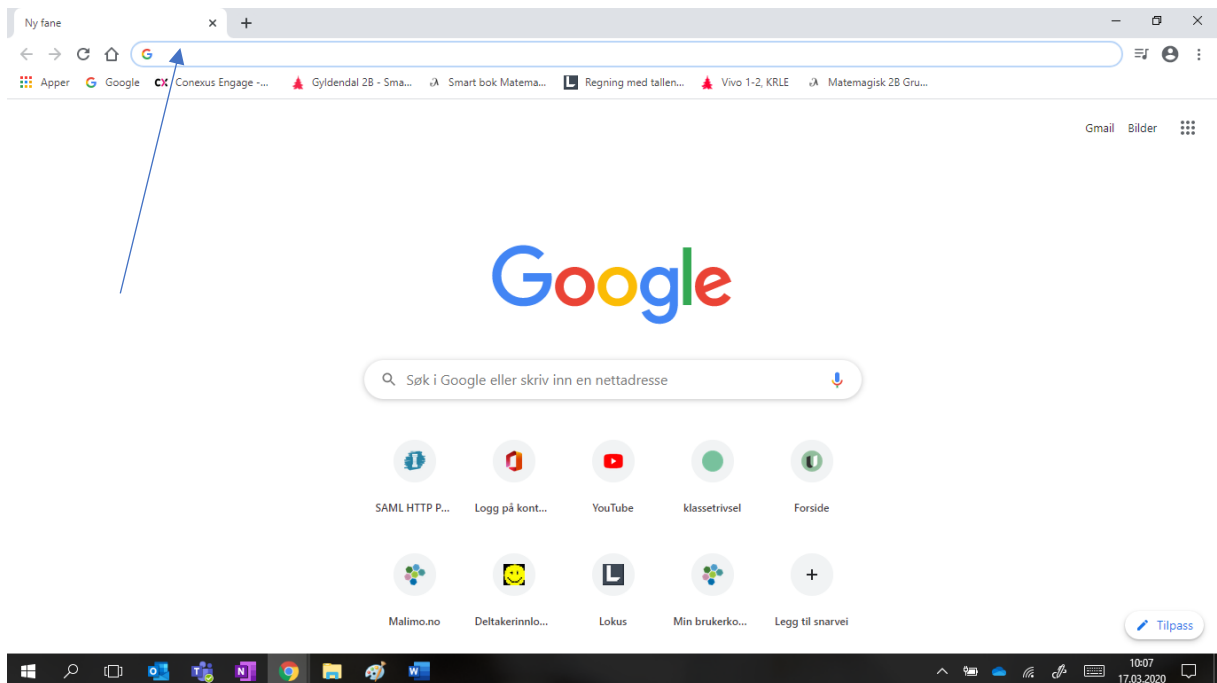 Ny fane
Apper Google Conexus Engage -... Gyldendal 2B - Sma... Smart bok Matema... Regning med tallen... Vivo 1-2, KRLE Matemagisk 2B Gru...
Gmail Bilder
Google
Søk i Google eller skriv inn en nettadresse
SAML HTTP P... Logg på kont... YouTube klassetrivsel Forside
Malimo.no Deltakerinnlo... Lokus Min brukerko... Legg til snarvei
Tilpass
10:07
17.03.2020